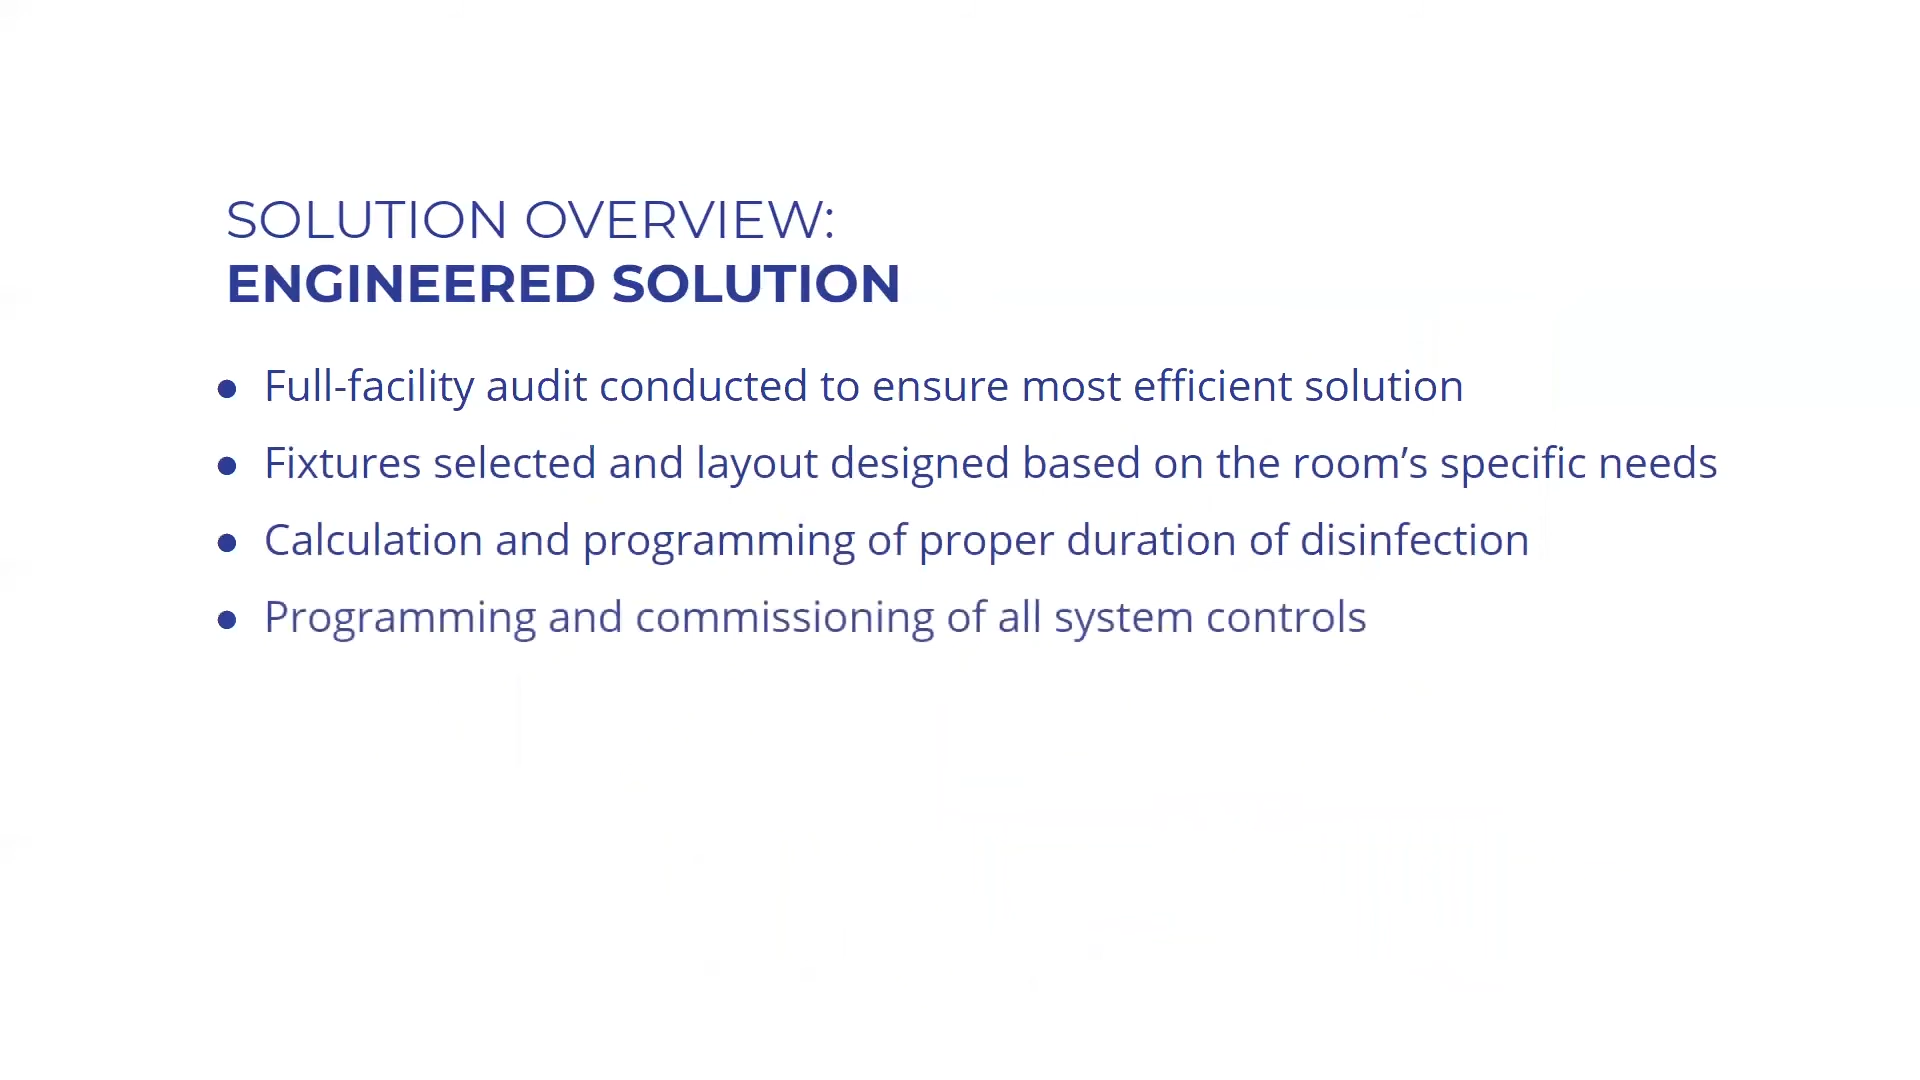 SOLUTION OVERVIEW:
ENGINEERED SOLUTION
● Full-facility audit conducted to ensure most efficient solution
● Fixtures selected and layout designed based on the room’s specific needs
● Calculation and programming of proper duration of disinfection
● Programming and commissioning of all system controls